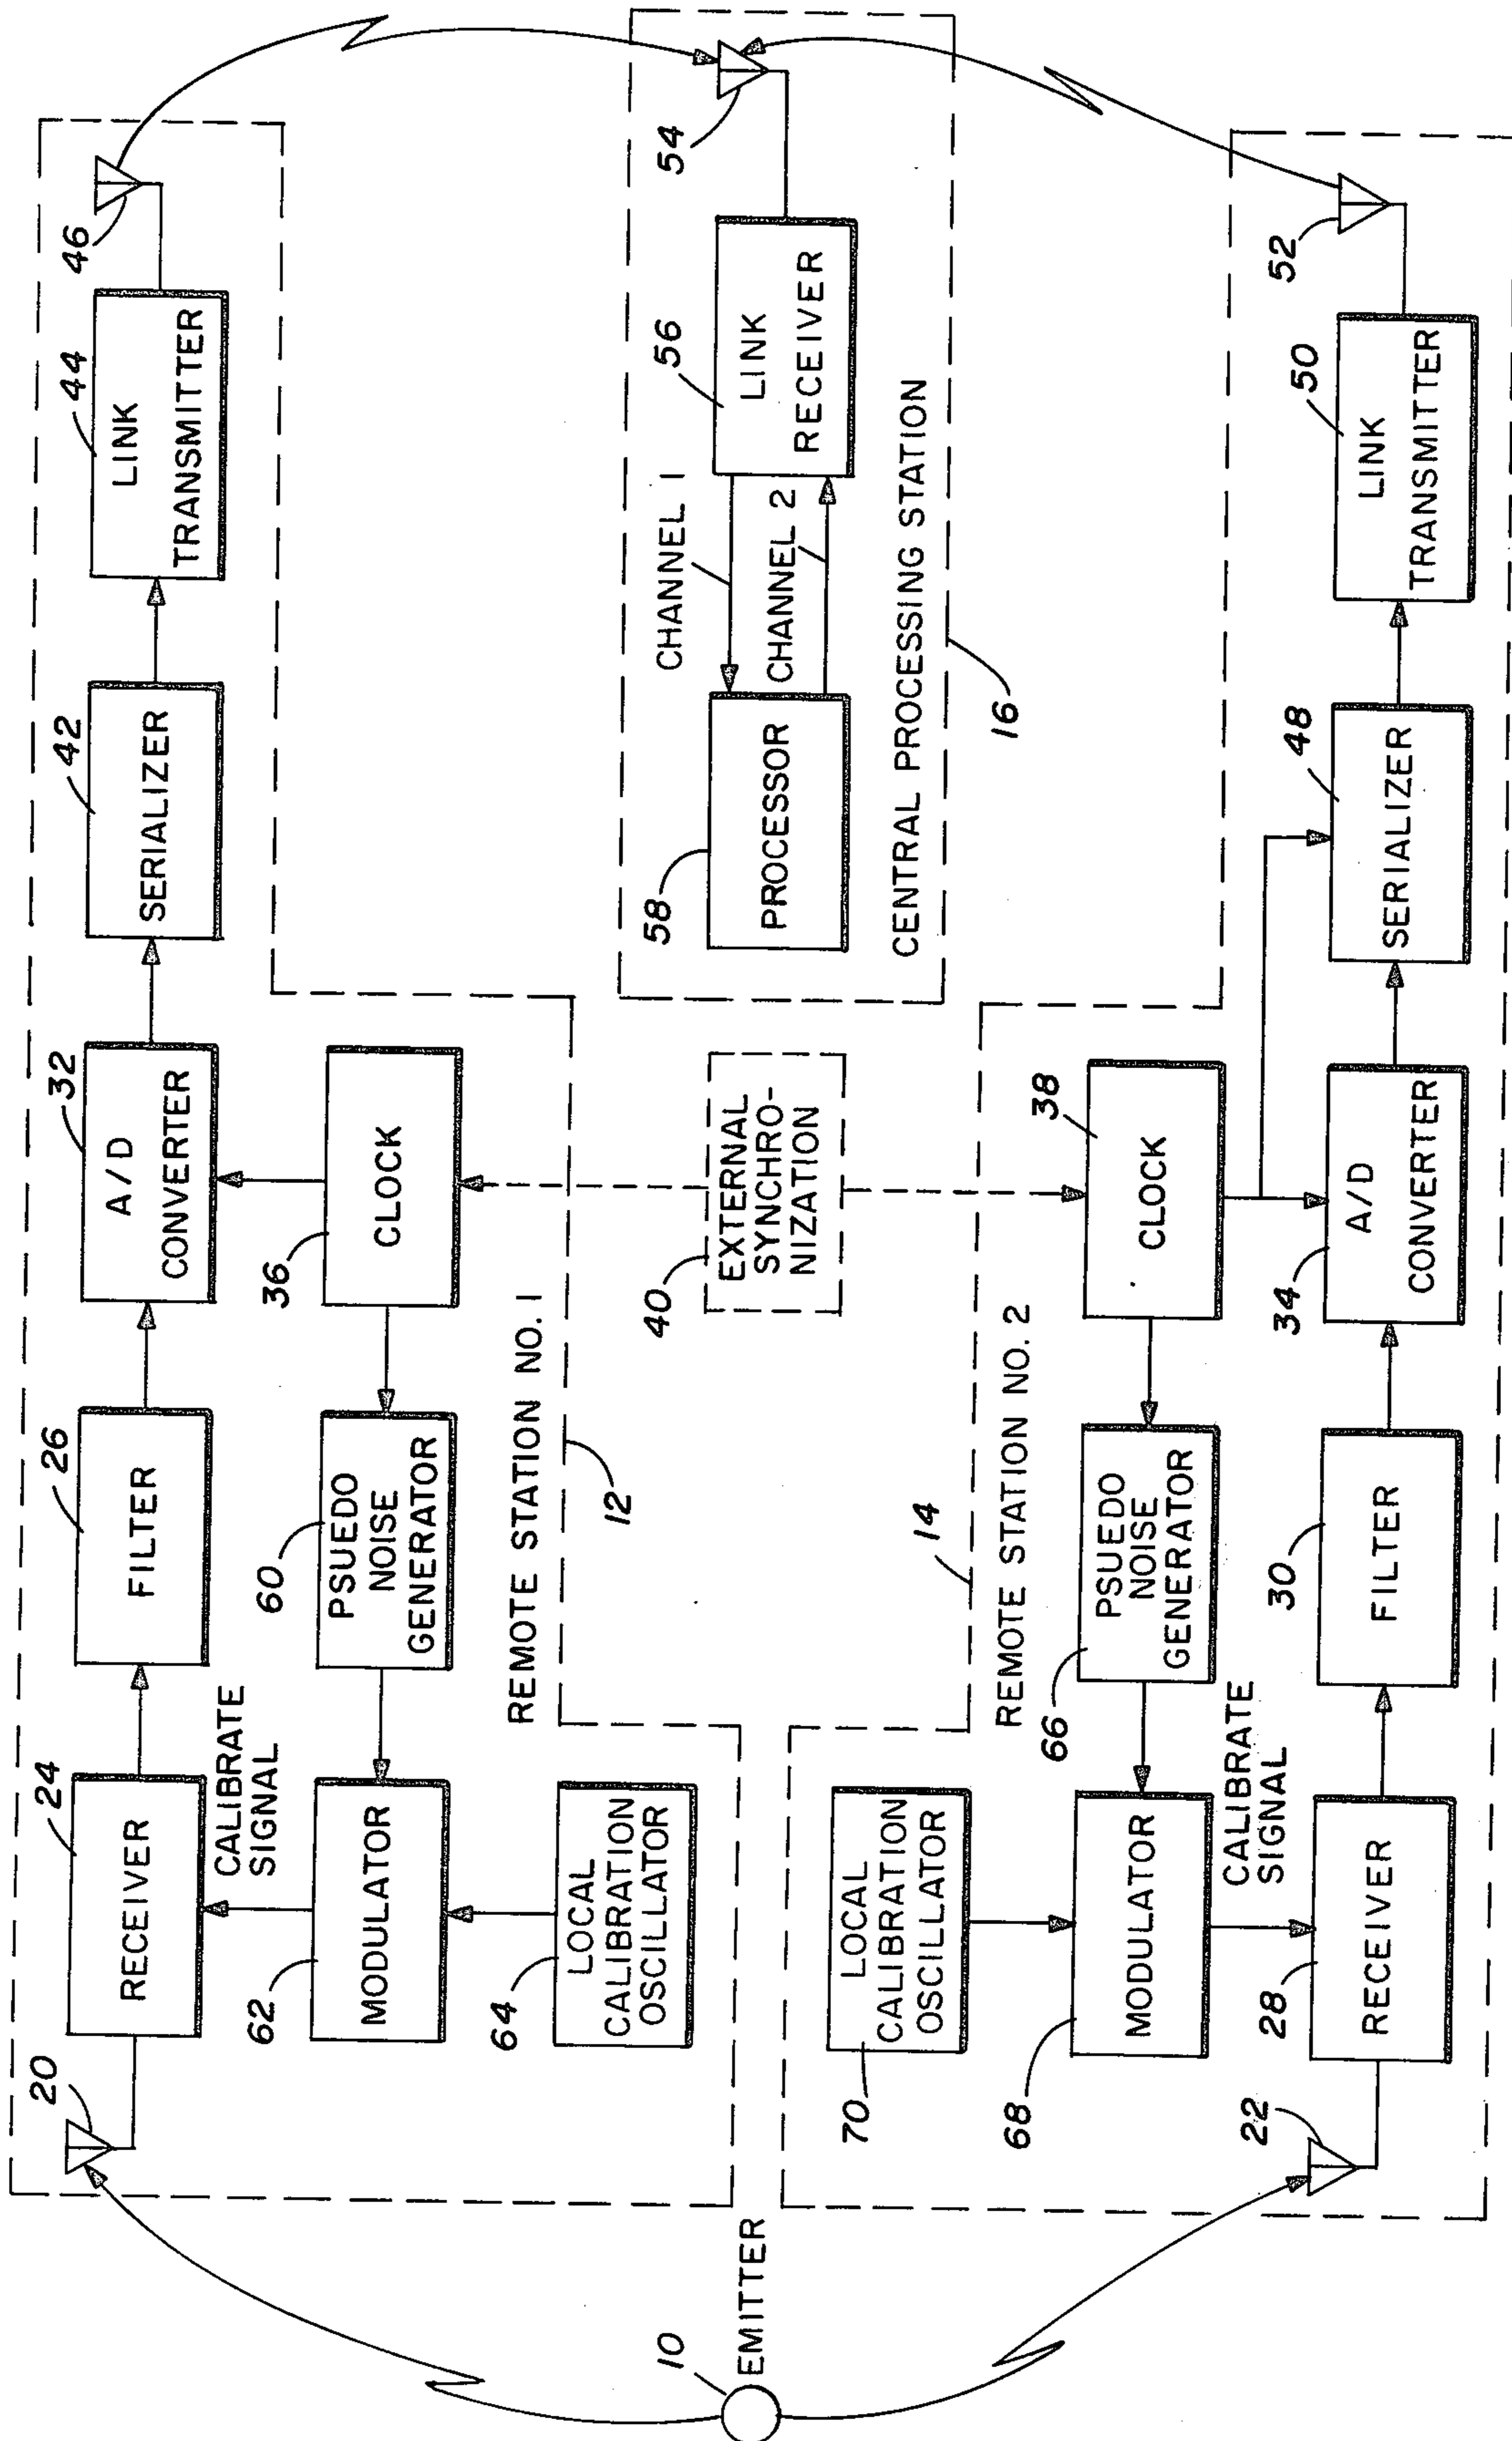 20
24
RECEIVER
26
FILTER
32
A/D
CONVERTER
42
SERIALIZER
44
LINK
TRANSMITTER
46
CALIBRATE
SIGNAL
62
MODULATOR
60
PSUEDO
NOISE
GENERATOR
36
CLOCK
64
LOCAL
CALIBRATION
OSCILLATOR
REMOTE STATION NO. 1
12
10
EMITTER
40
EXTERNAL
SYNCHRO-
NIZATION
58
PROCESSOR
CHANNEL 1
CHANNEL 2
56
LINK
RECEIVER
54
CENTRAL PROCESSING STATION
16
14
REMOTE STATION NO. 2
70
LOCAL
CALIBRATION
OSCILLATOR
68
MODULATOR
66
PSUEDO
NOISE
GENERATOR
38
CLOCK
CALIBRATE
SIGNAL
22
28
RECEIVER
30
FILTER
34
A/D
CONVERTER
48
SERIALIZER
50
LINK
TRANSMITTER
52